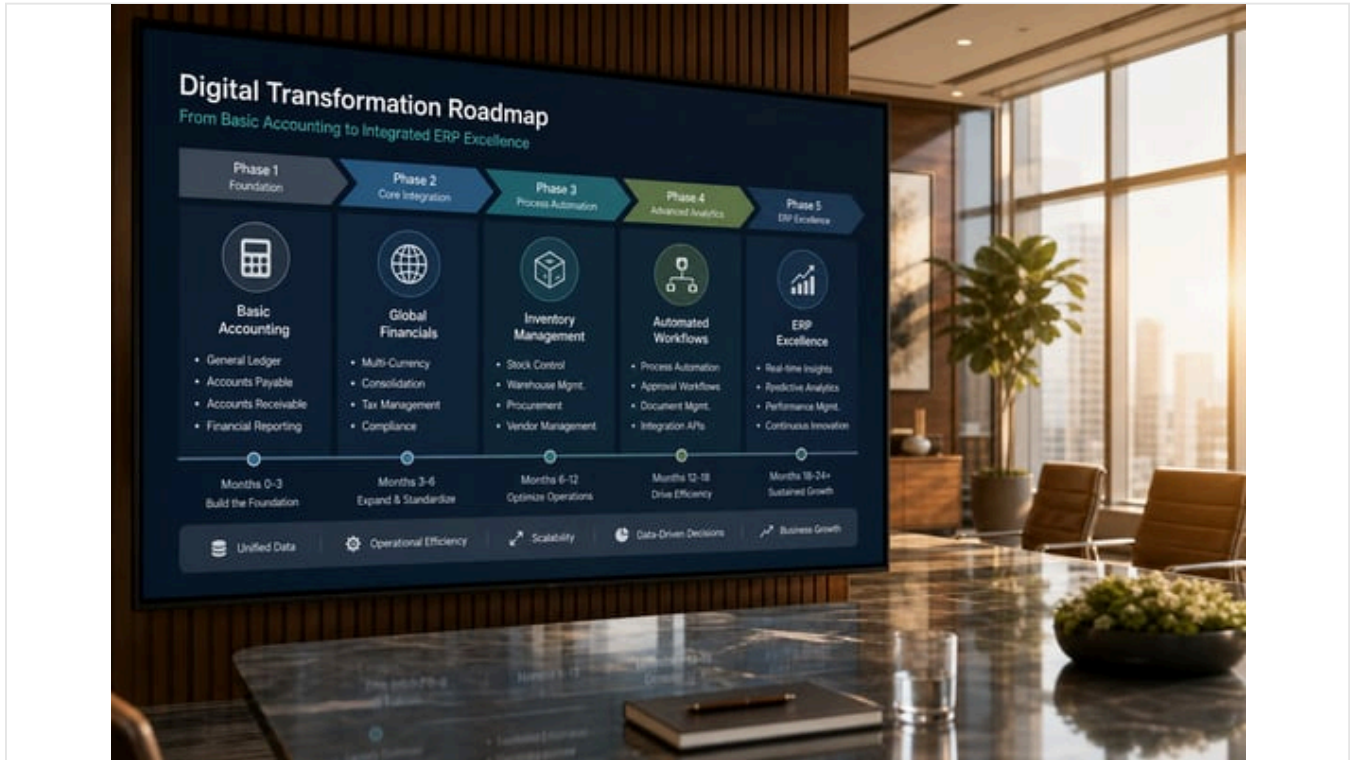 Digital Transformation Roadmap
From Basic Accounting to Integrated ERP Excellence
Phase 1
Foundation
Phase 2
Core Integration
Phase 3
Process Automation
Phase 4
Advanced Analytics
Phase 5
ERP Excellence
Basic
Accounting
• General Ledger
• Accounts Payable
• Accounts Receivable
• Financial Reporting
Global
Financials
• Multi-Currency
• Consolidation
• Tax Management
• Compliance
Inventory
Management
• Stock Control
• Warehouse Mgmt.
• Procurement
• Vendor Management
Automated
Workflows
• Process Automation
• Approval Workflows
• Document Mgmt.
• Integration APIs
ERP
Excellence
• Real-time Insights
• Predictive Analytics
• Performance Mgmt.
• Continuous Innovation
Months 0-3
Build the Foundation
Months 3-6
Expand & Standardize
Months 6-12
Optimize Operations
Months 12-18
Drive Efficiency
Months 18-24+
Sustained Growth
Unified Data
Operational Efficiency
Scalability
Data-Driven Decisions
Business Growth